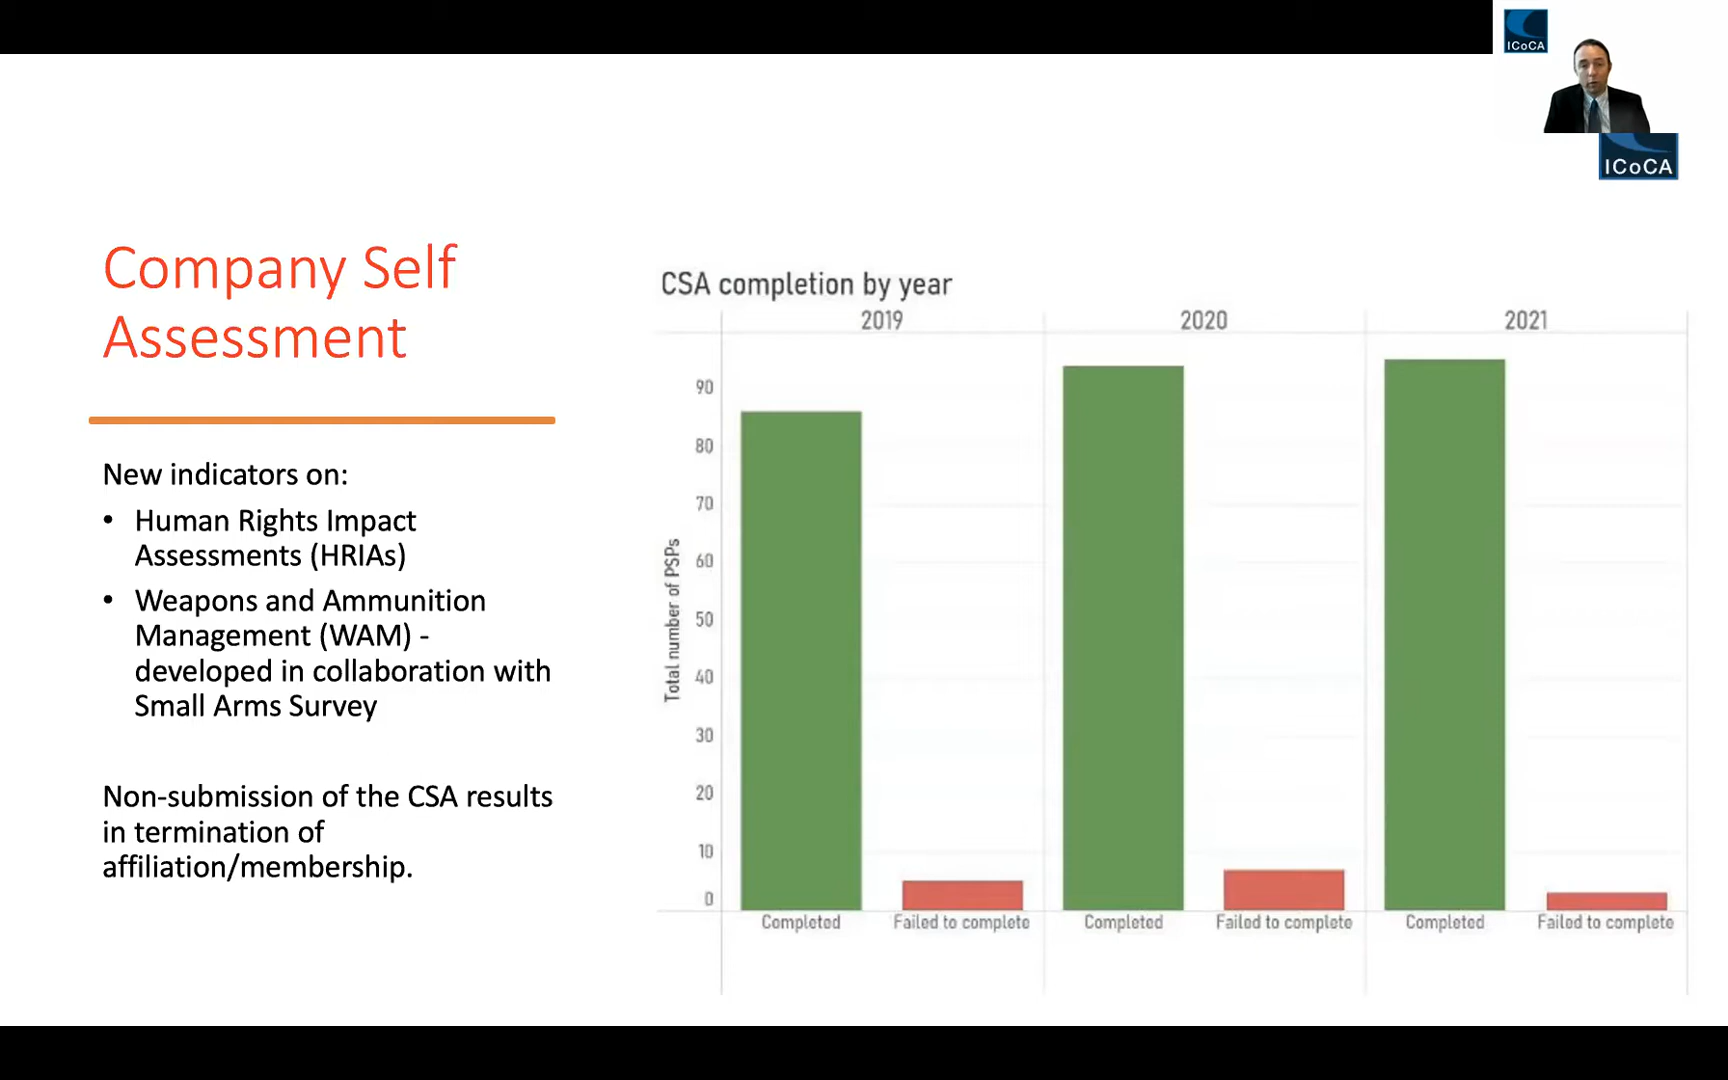 ICoCA
ICoCA
Company Self
Assessment
New indicators on:
• Human Rights Impact
Assessments (HRIAs)
• Weapons and Ammunition
Management (WAM) -
developed in collaboration with
Small Arms Survey
Non-submission of the CSA results
in termination of
affiliation/membership.
CSA completion by year
2019 2020 2021
Total number of PSPs
90
80
70
60
50
40
30
20
10
0
Completed Failed to complete Completed Failed to complete Completed Failed to complete